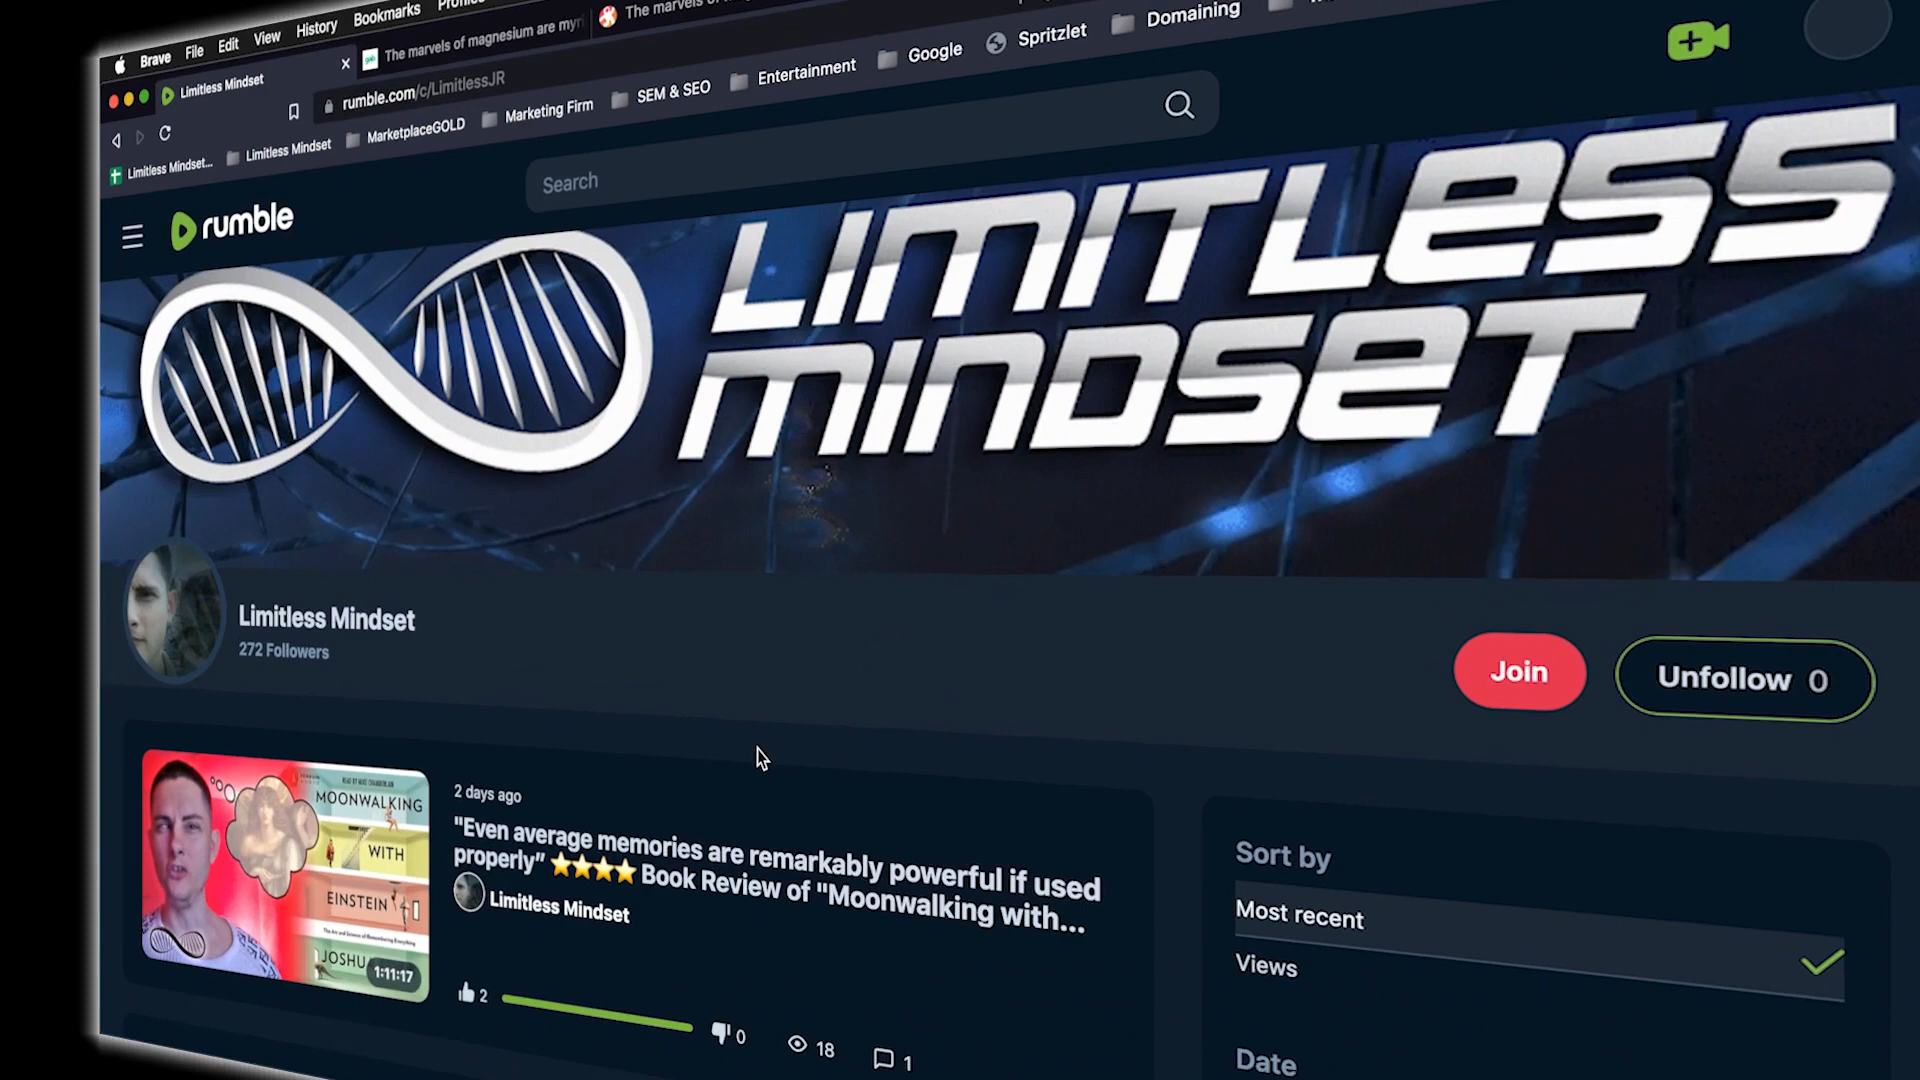 Brave File Edit View History Bookmarks Profiles
Limitless Mindset
The marvels of magnesium are myri
The marvels
rumble.com/c/LimitlessJR
Limitless Mindset...
Limitless Mindset
MarketplaceGOLD
Marketing Firm
SEM & SEO
Entertainment
Google
Spritzlet
Domaining
rumble
Search
LIMITLESS
MINDSET
Limitless Mindset
272 Followers
Join
Unfollow 0
MOONWALKING
WITH
EINSTEIN
JOSHU
1:11:17
2 days ago
"Even average memories are remarkably powerful if used
properly” ⭐⭐⭐⭐ Book Review of "Moonwalking with...
Limitless Mindset
2
0
18
1
Sort by
Most recent
Views
Date